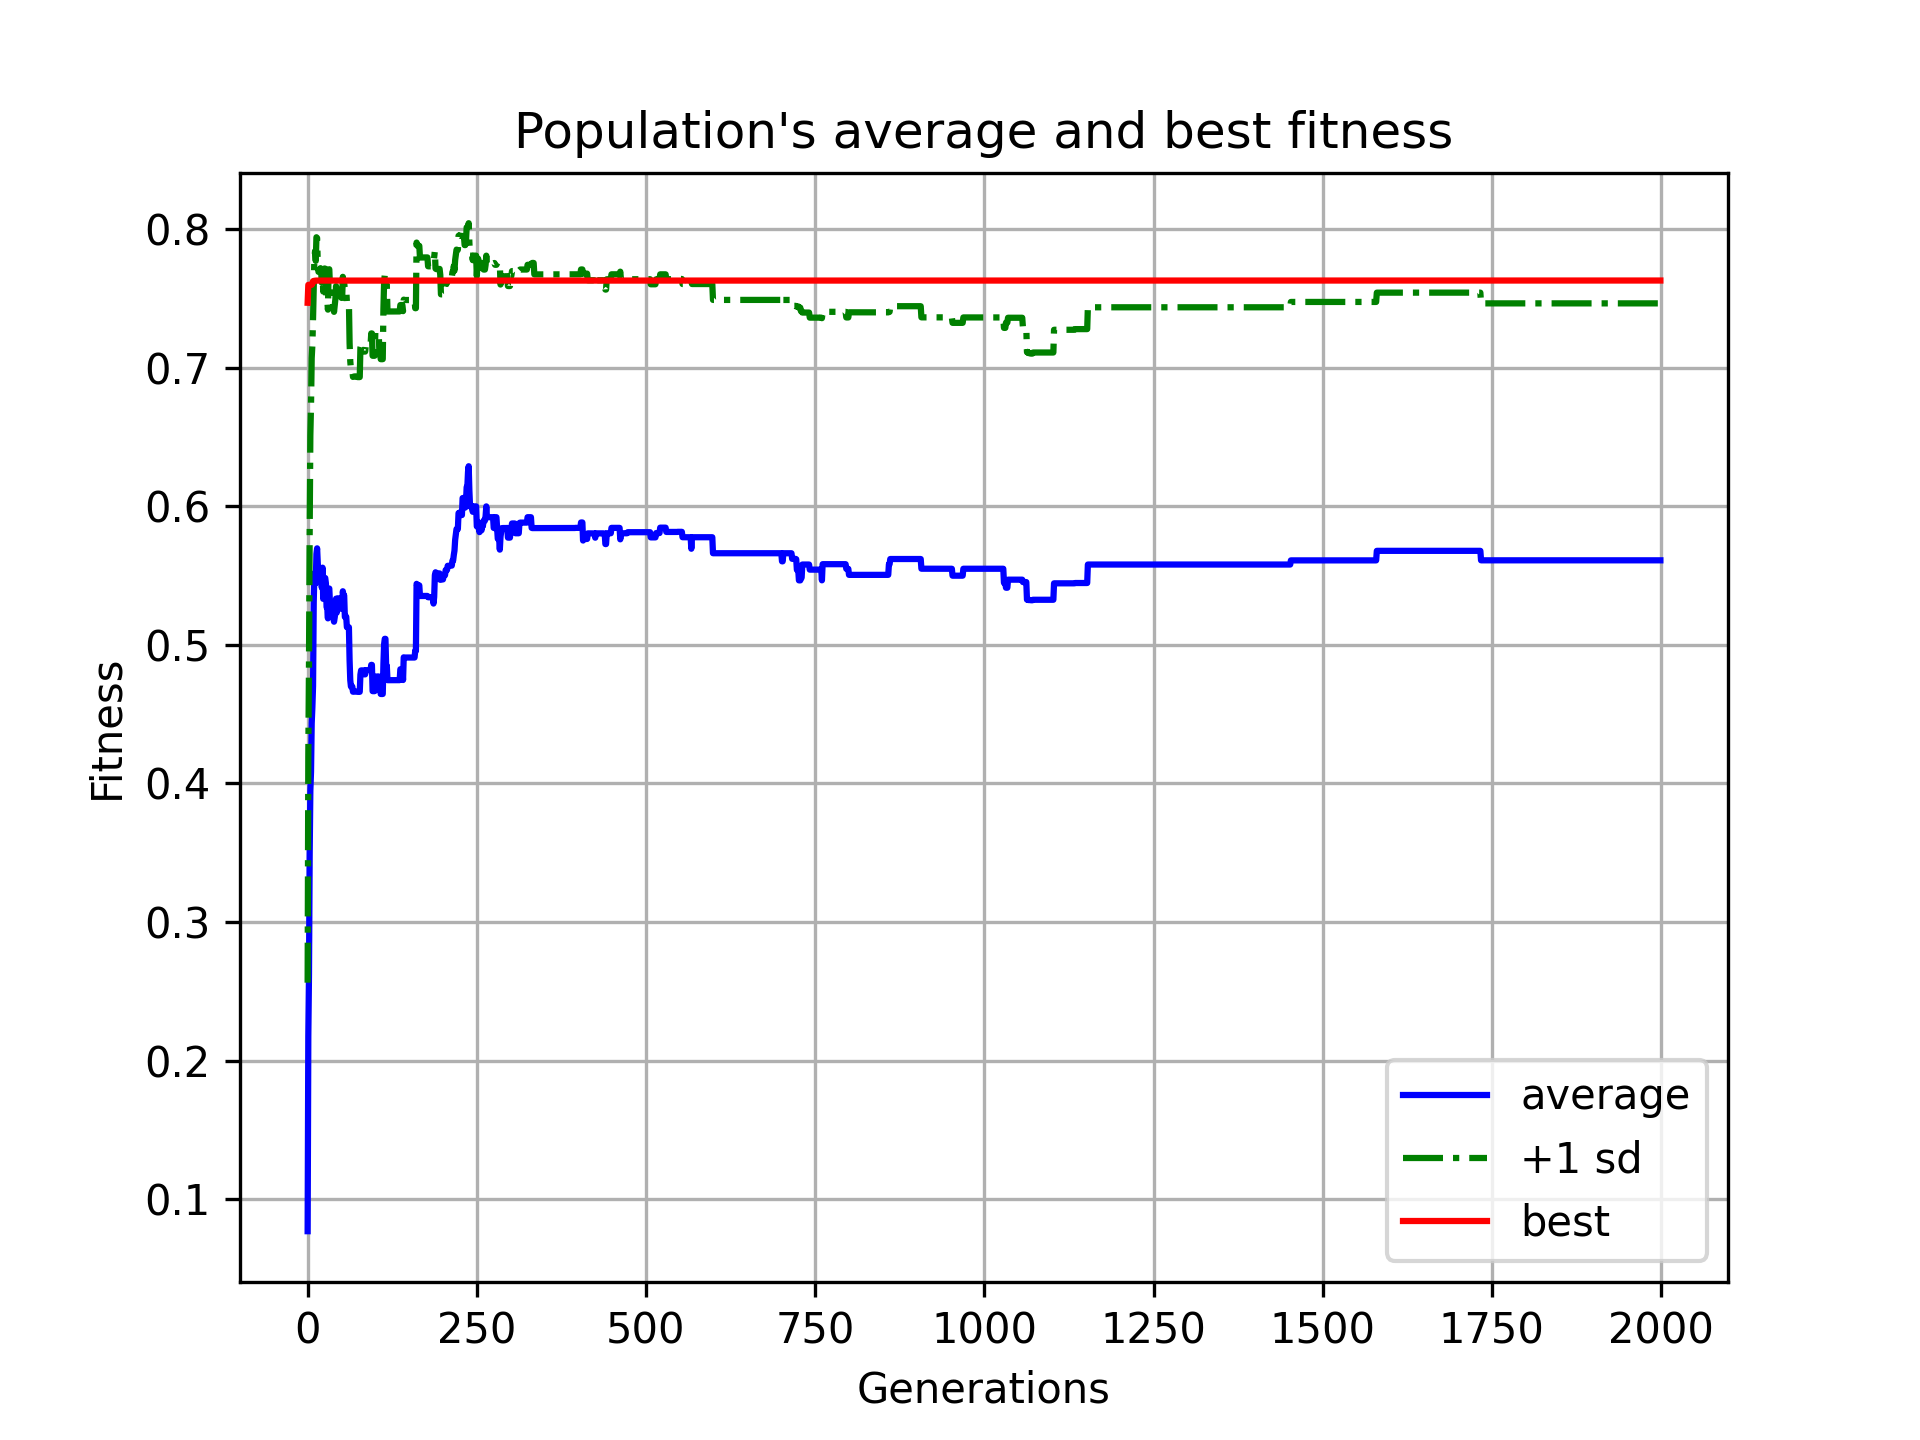 Population's average and best fitness
0.8
0.7
0.6
0.5
0.4
0.3
0.2
0.1
Fitness
average
+1 sd
best
0 250 500 750 1000 1250 1500 1750 2000
Generations